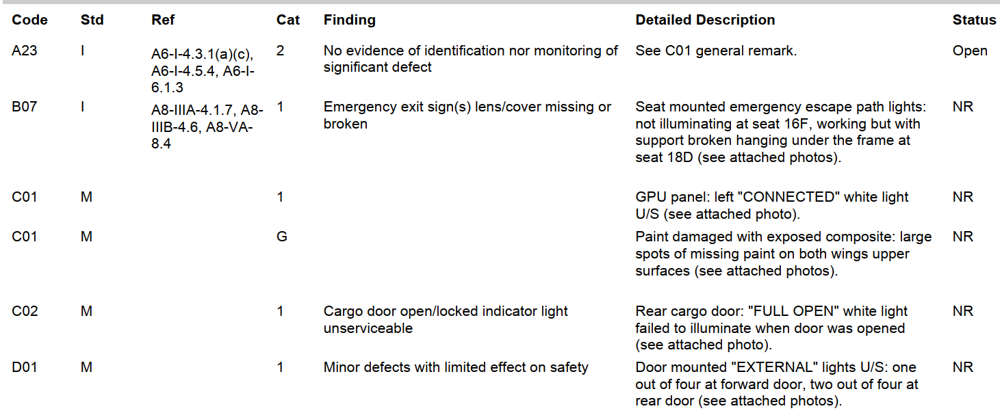 Code Std Ref Cat Finding Detailed Description Status
A23 I A6-I-4.3.1(a)(c), 2 No evidence of identification nor monitoring of See C01 general remark. Open
A6-I-4.5.4, A6-I- significant defect
6.1.3
B07 I A8-IIIA-4.1.7, A8- 1 Emergency exit sign(s) lens/cover missing or Seat mounted emergency escape path lights: NR
IIIB-4.6, A8-VA- broken not illuminating at seat 16F, working but with
8.4 support broken hanging under the frame at
seat 18D (see attached photos).
C01 M 1 GPU panel: left "CONNECTED" white light NR
U/S (see attached photo).
C01 M G Paint damaged with exposed composite: large NR
spots of missing paint on both wings upper
surfaces (see attached photos).
C02 M 1 Cargo door open/locked indicator light Rear cargo door: "FULL OPEN" white light NR
unserviceable failed to illuminate when door was opened
(see attached photo).
D01 M 1 Minor defects with limited effect on safety Door mounted "EXTERNAL" lights U/S: one NR
out of four at forward door, two out of four at
rear door (see attached photos).